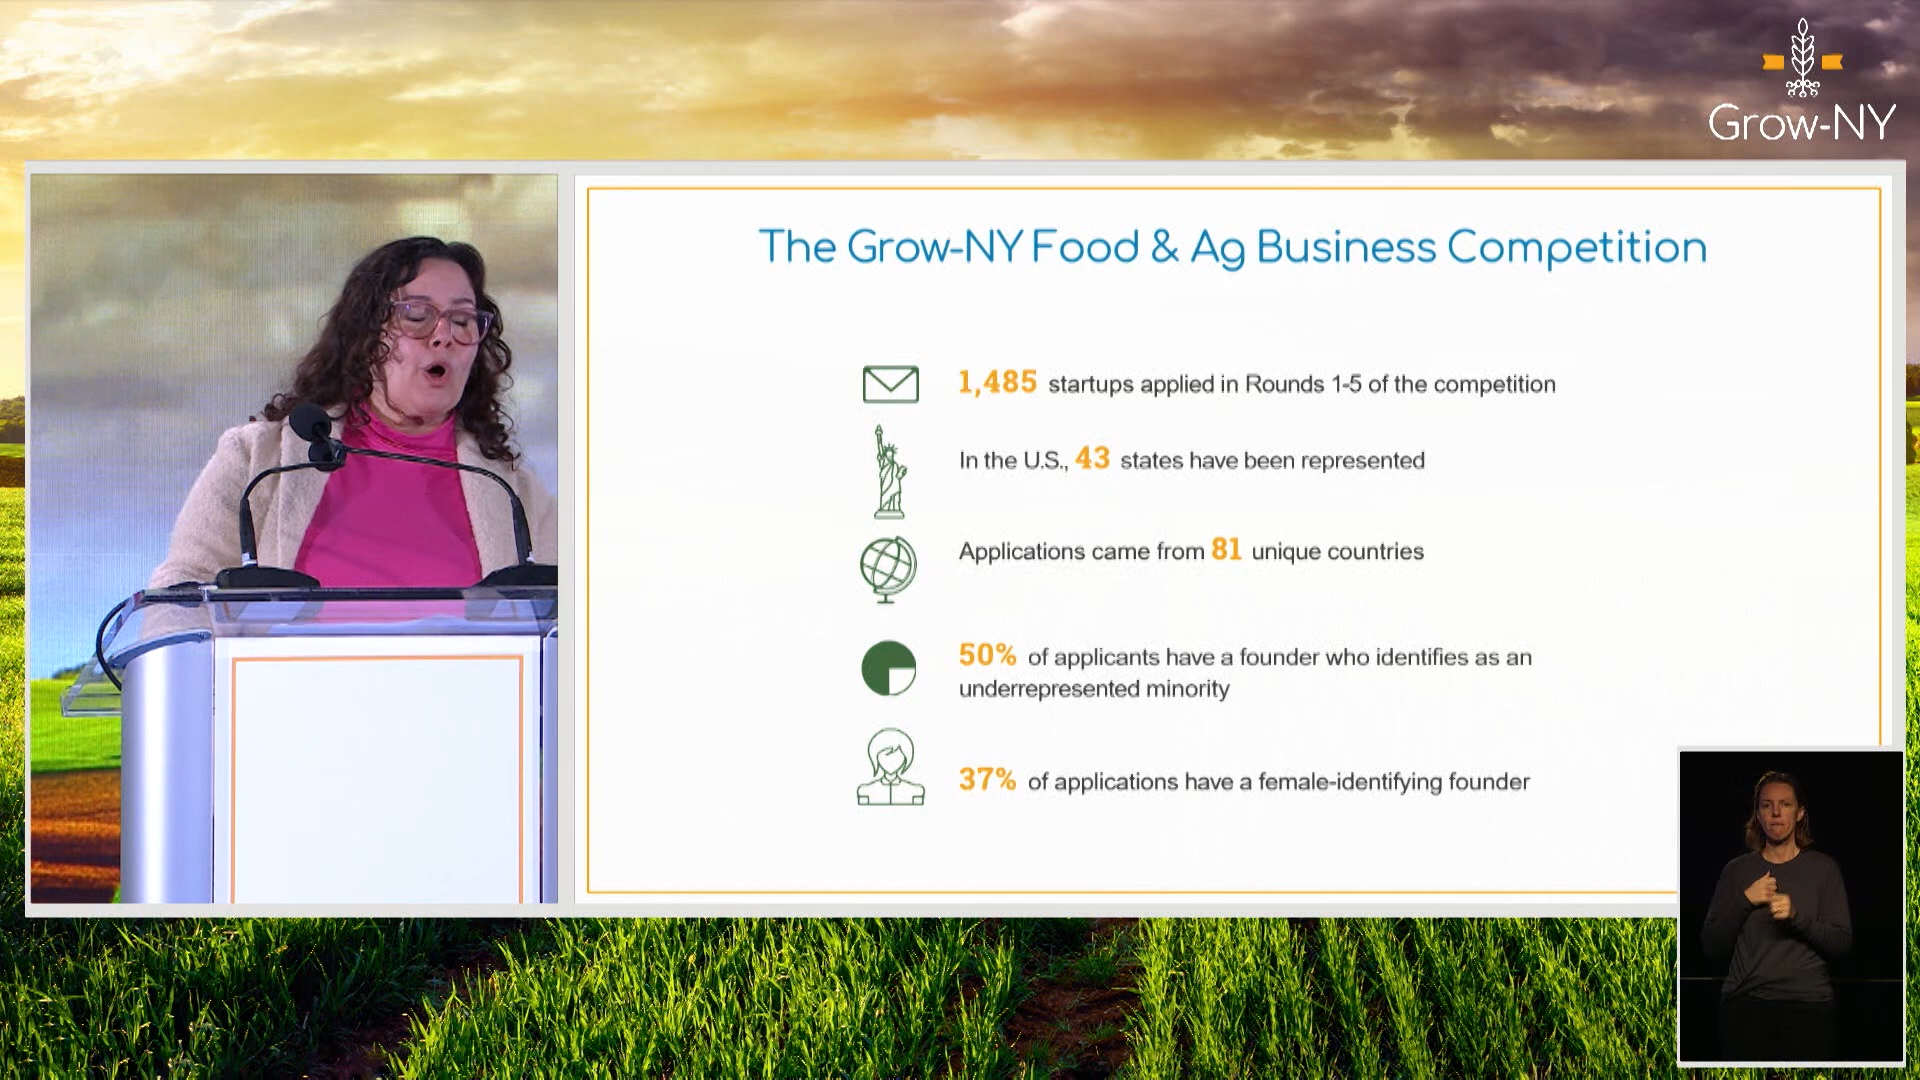 Grow-NY
The Grow-NY Food & Ag Business Competition
1,485 startups applied in Rounds 1-5 of the competition
In the U.S., 43 states have been represented
Applications came from 81 unique countries
50% of applicants have a founder who identifies as an
underrepresented minority
37% of applications have a female-identifying founder